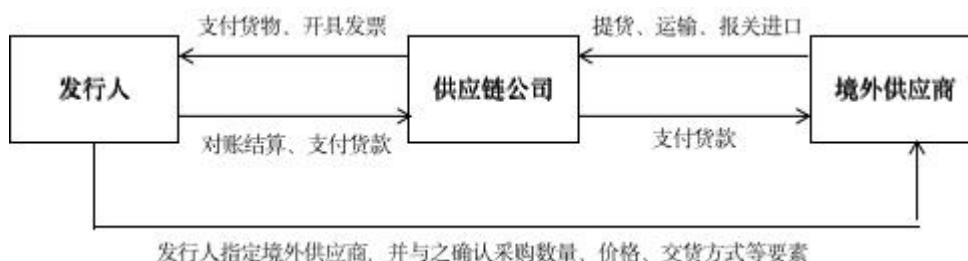 支付货物、开具发票
提货、运输、报关进口
发行人
供应链公司
境外供应商
对账结算、支付货款
支付货款
发行人指定境外供应商，并与之确认采购数量、价格、交货方式等要素